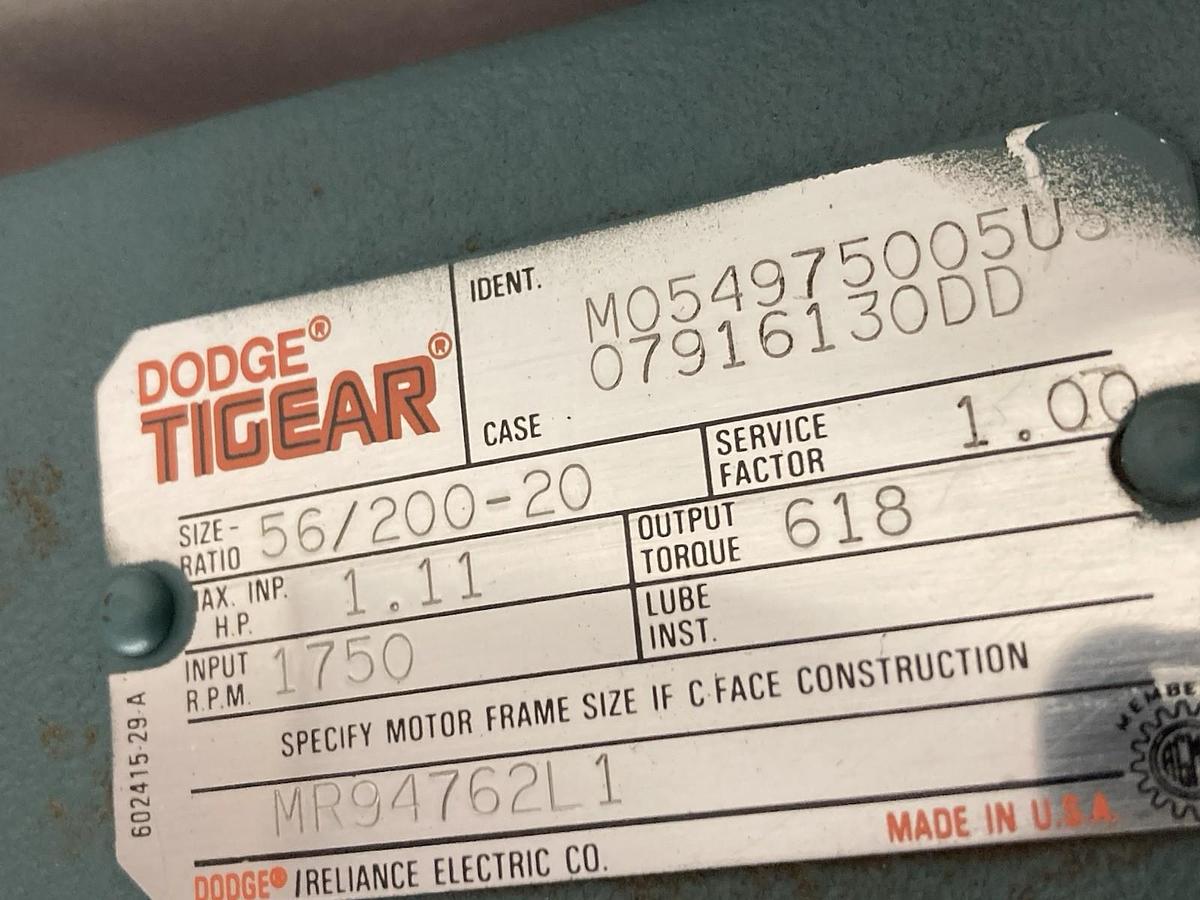 DODGE®
TIGEAR®
IDENT.
M054975005US
07916130DD
CASE
SERVICE FACTOR 1.00
SIZE - RATIO 56/200-20
OUTPUT TORQUE 618
MAX. INP. H.P. 1.11
LUBE INST.
INPUT R.P.M. 1750
SPECIFY MOTOR FRAME SIZE IF C-FACE CONSTRUCTION
MR94762L1
MADE IN U.S.A.
DODGE® / RELIANCE ELECTRIC CO.
602415-29-A